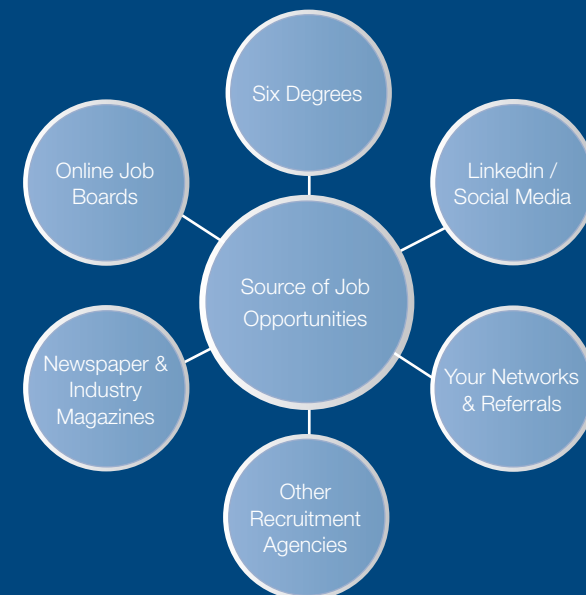 Six Degrees
Online Job
Boards
Linkedin /
Social Media
Source of Job
Opportunities
Newspaper &
Industry
Magazines
Your Networks
& Referrals
Other
Recruitment
Agencies